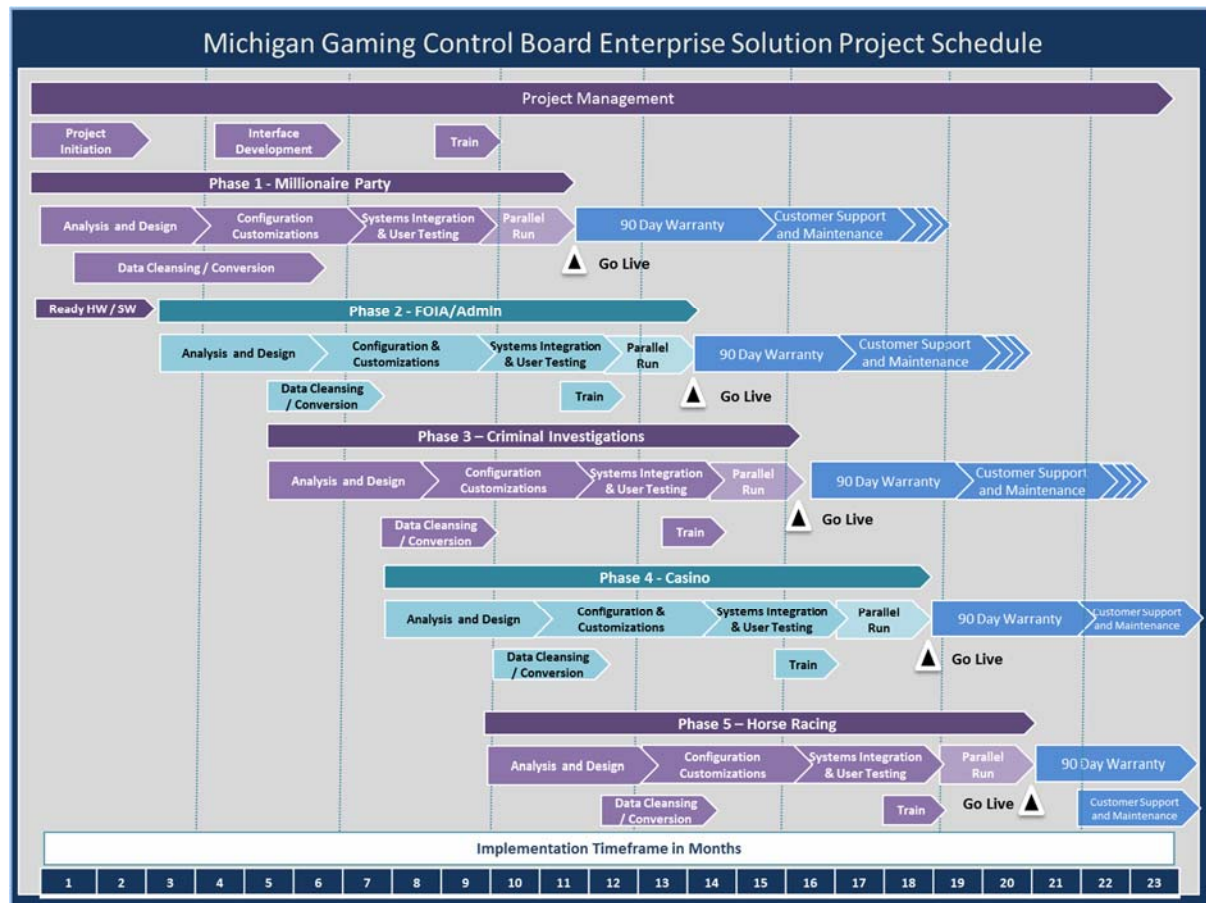 Michigan Gaming Control Board Enterprise Solution Project Schedule
Project Management
Project
Initiation
Interface
Development
Train
Phase 1 - Millionaire Party
Analysis and Design
Configuration
Customizations
Systems Integration
& User Testing
Parallel
Run
90 Day Warranty
Customer Support
and Maintenance
Data Cleansing / Conversion
Go Live
Ready HW / SW
Phase 2 - FOIA/Admin
Analysis and Design
Configuration &
Customizations
Systems Integration
& User Testing
Parallel
Run
90 Day Warranty
Customer Support
and Maintenance
Data Cleansing
/ Conversion
Train
Go Live
Phase 3 – Criminal Investigations
Analysis and Design
Configuration
Customizations
Systems Integration
& User Testing
Parallel
Run
90 Day Warranty
Customer Support
and Maintenance
Data Cleansing
/ Conversion
Train
Go Live
Phase 4 - Casino
Analysis and Design
Configuration &
Customizations
Systems Integration
& User Testing
Parallel
Run
90 Day Warranty
Customer Support
and Maintenance
Data Cleansing
/ Conversion
Train
Go Live
Phase 5 – Horse Racing
Analysis and Design
Configuration
Customizations
Systems Integration
& User Testing
Parallel
Run
90 Day Warranty
Data Cleansing
/ Conversion
Train
Go Live
Customer Support
and Maintenance
Implementation Timeframe in Months
1 2 3 4 5 6 7 8 9 10 11 12 13 14 15 16 17 18 19 20 21 22 23